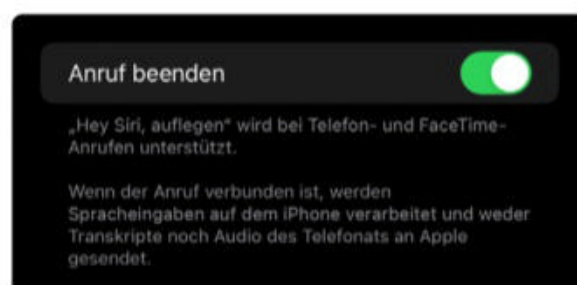 Anruf beenden
„Hey Siri, auflegen“ wird bei Telefon- und FaceTime-
Anrufen unterstützt.
Wenn der Anruf verbunden ist, werden
Spracheingaben auf dem iPhone verarbeitet und weder
Transkripte noch Audio des Telefonats an Apple
gesendet.